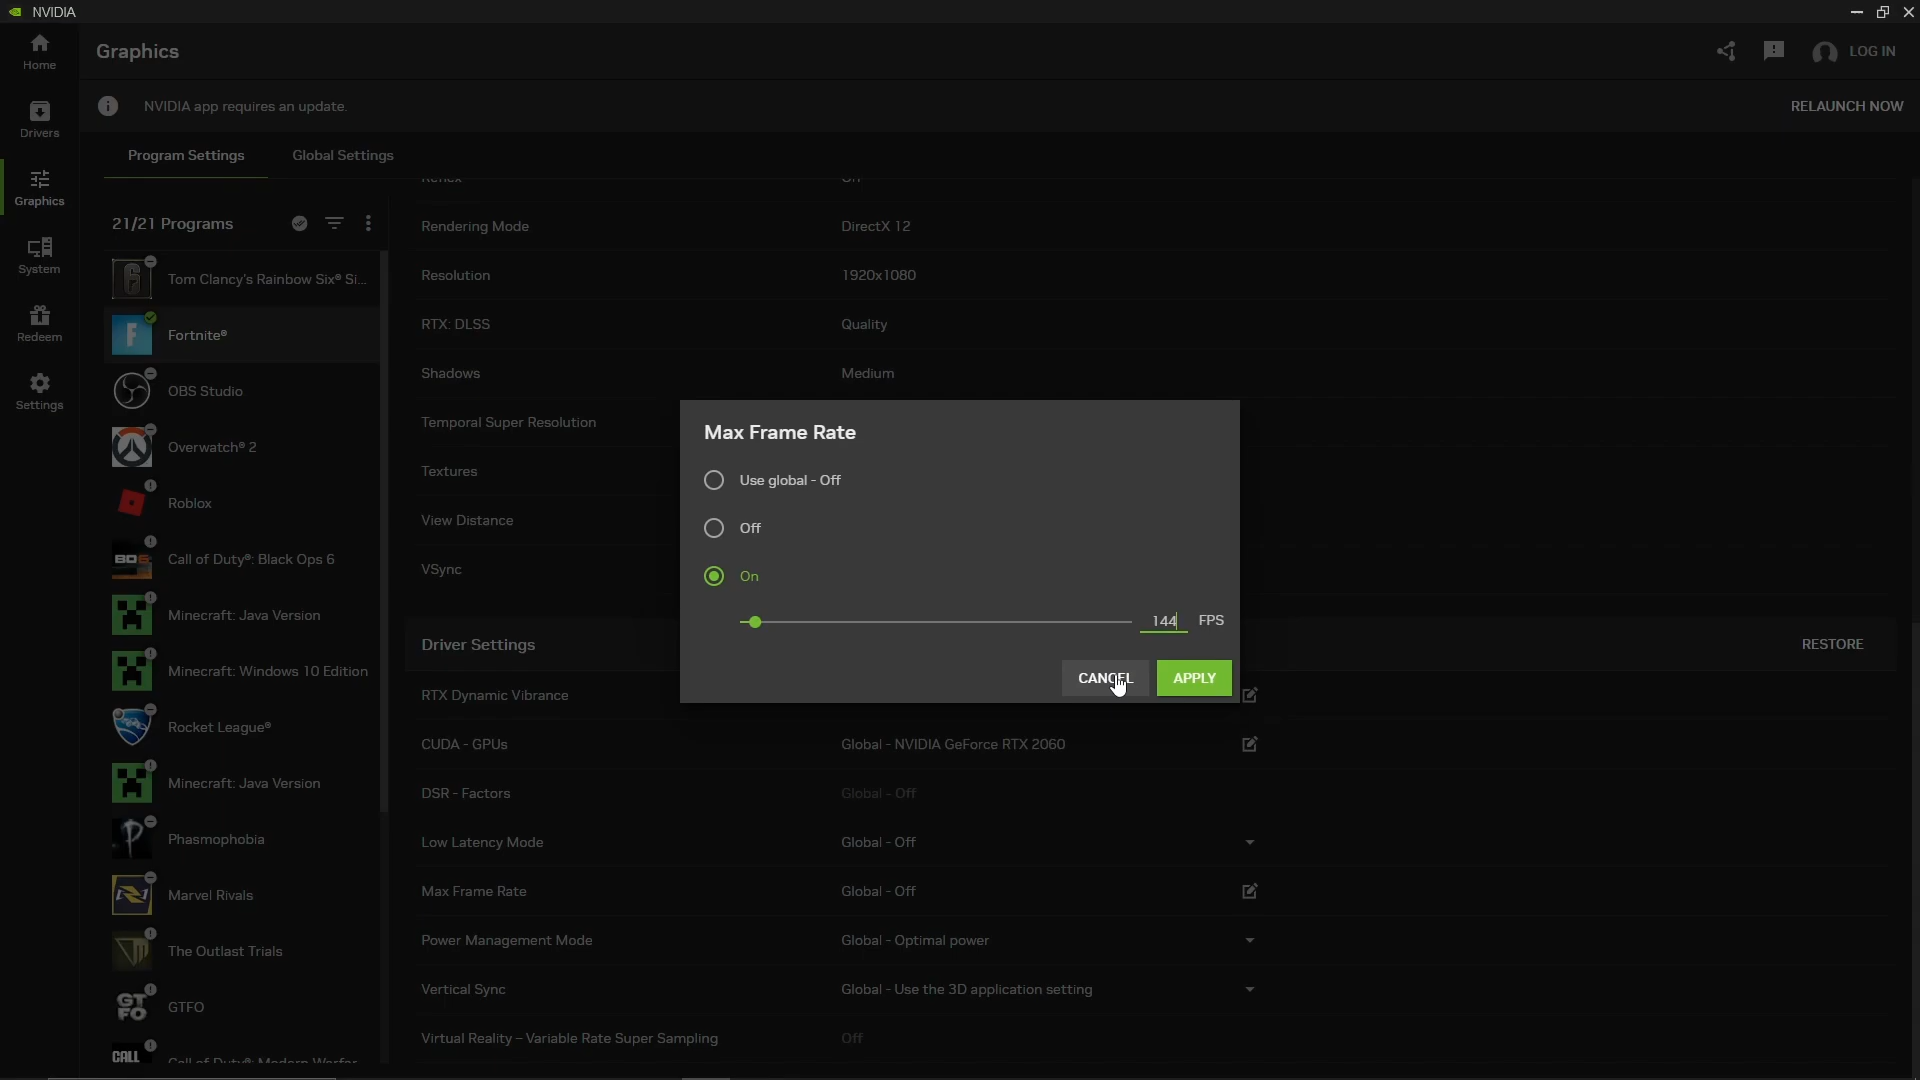 NVIDIA
Home
Graphics
LOG IN
NVIDIA app requires an update.
RELAUNCH NOW
Drivers
Program Settings
Global Settings
Graphics
21/21 Programs
Rendering Mode
DirectX 12
System
Tom Clancy's Rainbow Six® Si...
Resolution
1920x1080
Redeem
Fortnite®
RTX: DLSS
Quality
Settings
OBS Studio
Shadows
Medium
Temporal Super Resolution
Max Frame Rate
Overwatch® 2
Textures
Use global - Off
Roblox
View Distance
Off
Call of Duty®: Black Ops 6
VSync
On
Minecraft: Java Version
144 FPS
Driver Settings
RESTORE
Minecraft: Windows 10 Edition
CANCEL
APPLY
RTX Dynamic Vibrance
Rocket League®
CUDA - GPUs
Global - NVIDIA GeForce RTX 2060
Minecraft: Java Version
DSR - Factors
Global - Off
Phasmophobia
Low Latency Mode
Global - Off
Marvel Rivals
Max Frame Rate
Global - Off
The Outlast Trials
Power Management Mode
Global - Optimal power
GTFO
Vertical Sync
Global - Use the 3D application setting
Virtual Reality – Variable Rate Super Sampling
Off
Call of Duty®: Modern Warfar